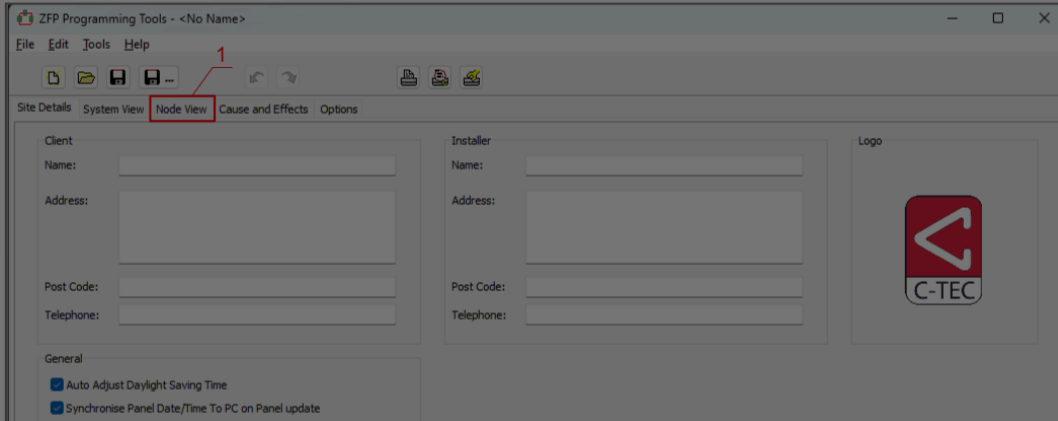 ZFP Programming Tools - <No Name>
File Edit Tools Help
1
...
Site Details System View Node View Cause and Effects Options
Client Installer Logo
Name: Name:
Address: Address:
C-TEC
Post Code: Post Code:
Telephone: Telephone:
General
Auto Adjust Daylight Saving Time
Synchronise Panel Date/Time To PC on Panel update